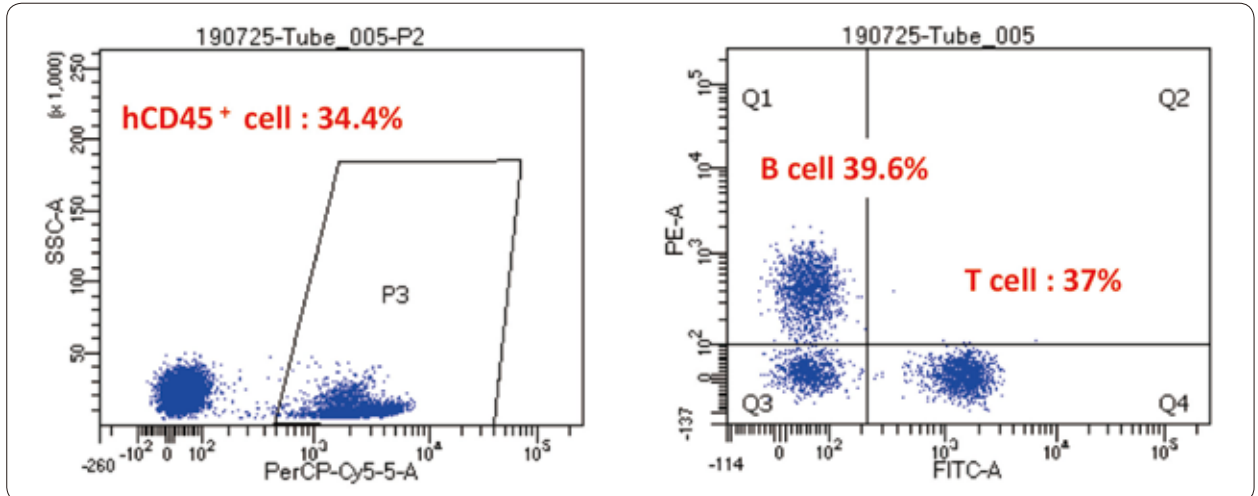 190725-Tube_005-P2
(x 1,000)
250
200
150
100
50
SSC-A
hCD45 + cell : 34.4%
P3
-260 -10² 0 10² 10³ 10⁴ 10⁵
PerCP-Cy5-5-A
190725-Tube_005
Q1 Q2
B cell 39.6%
T cell : 37%
Q3 Q4
PE-A
10⁵
10⁴
10³
10²
0
-137
-114 0 10² 10³ 10⁴ 10⁵
FITC-A